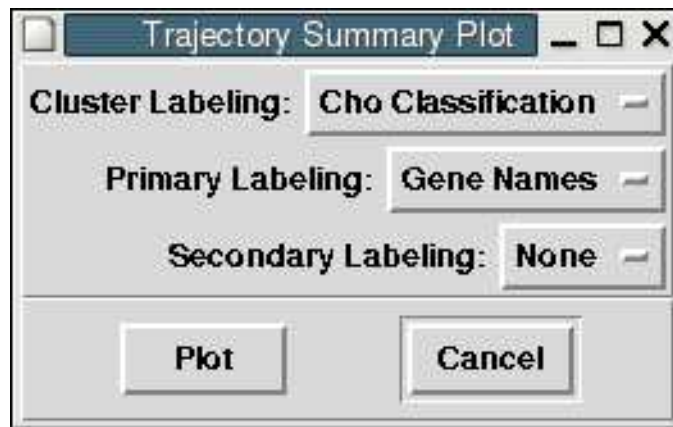 Trajectory Summary Plot
Cluster Labeling: Cho Classification
Primary Labeling: Gene Names
Secondary Labeling: None
Plot Cancel